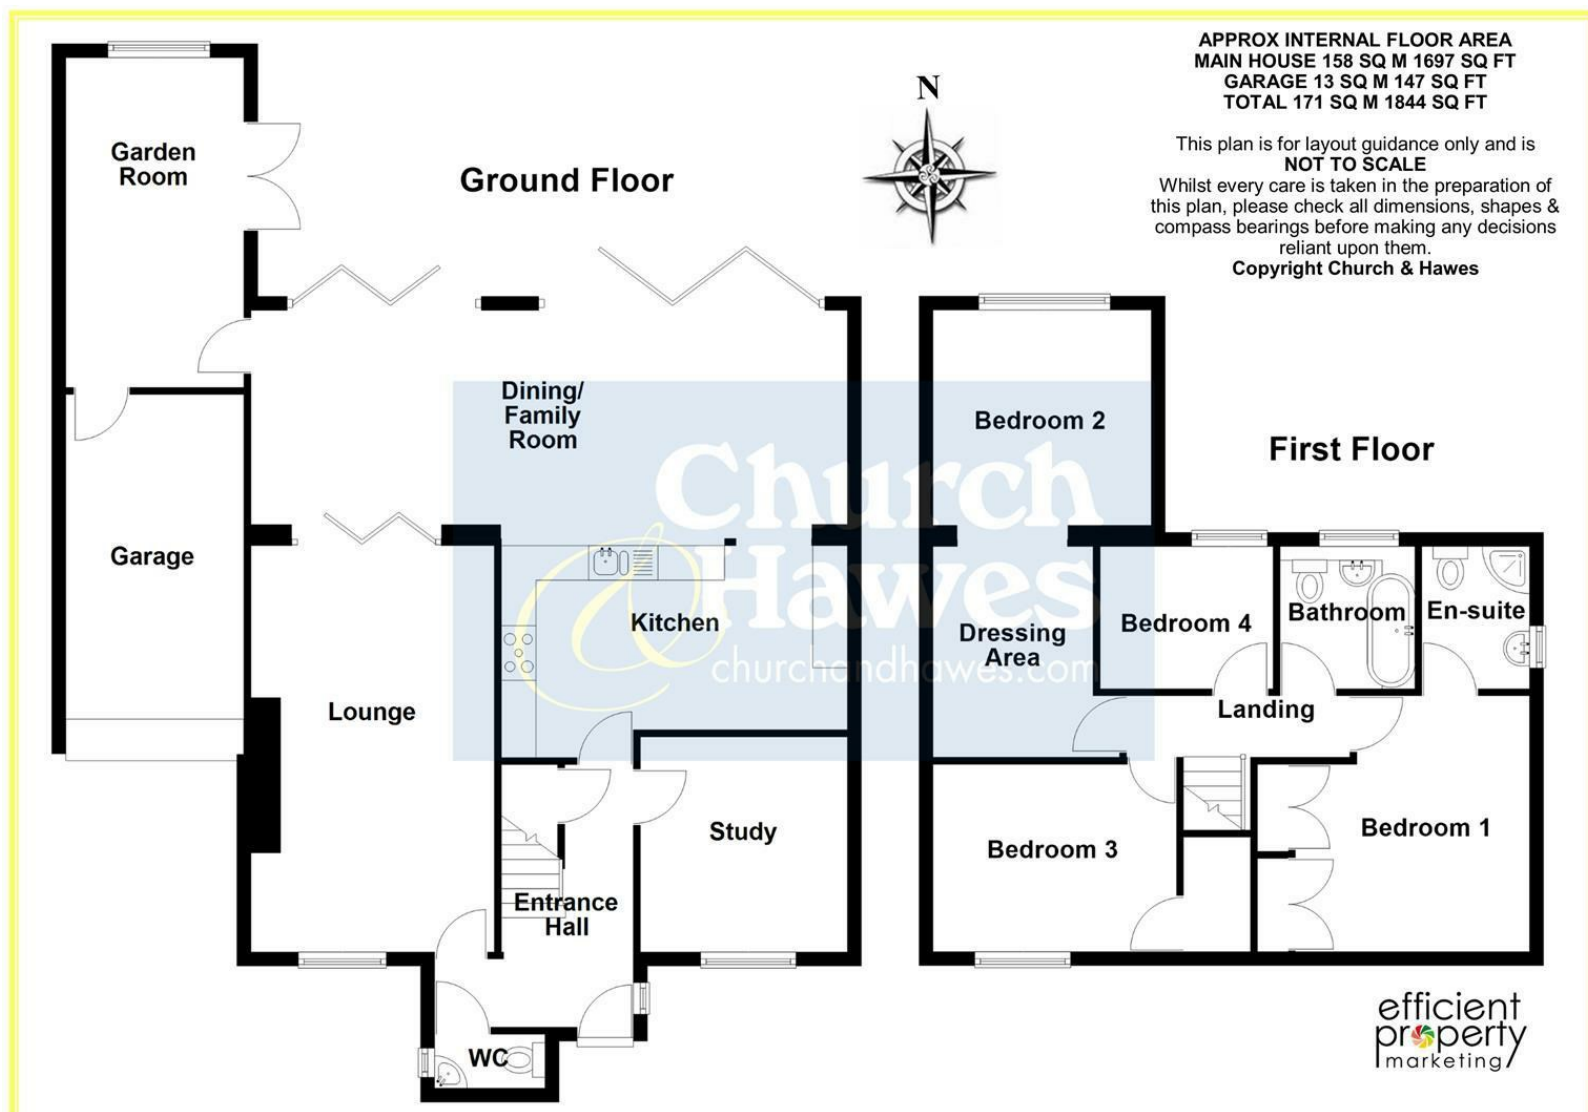 APPROX INTERNAL FLOOR AREA
MAIN HOUSE 158 SQ M 1697 SQ FT
GARAGE 13 SQ M 147 SQ FT
TOTAL 171 SQ M 1844 SQ FT
This plan is for layout guidance only and is
NOT TO SCALE
Whilst every care is taken in the preparation of
this plan, please check all dimensions, shapes &
compass bearings before making any decisions
reliant upon them.
Copyright Church & Hawes
N
Ground Floor
Garden
Room
Dining/
Family
Room
Garage
Kitchen
Lounge
Study
Entrance
Hall
WC
First Floor
Bedroom 2
Dressing
Area
Bedroom 4
Bathroom
En-suite
Landing
Bedroom 3
Bedroom 1
Church
& Hawes
churchandhawes.com
efficient
property
marketing